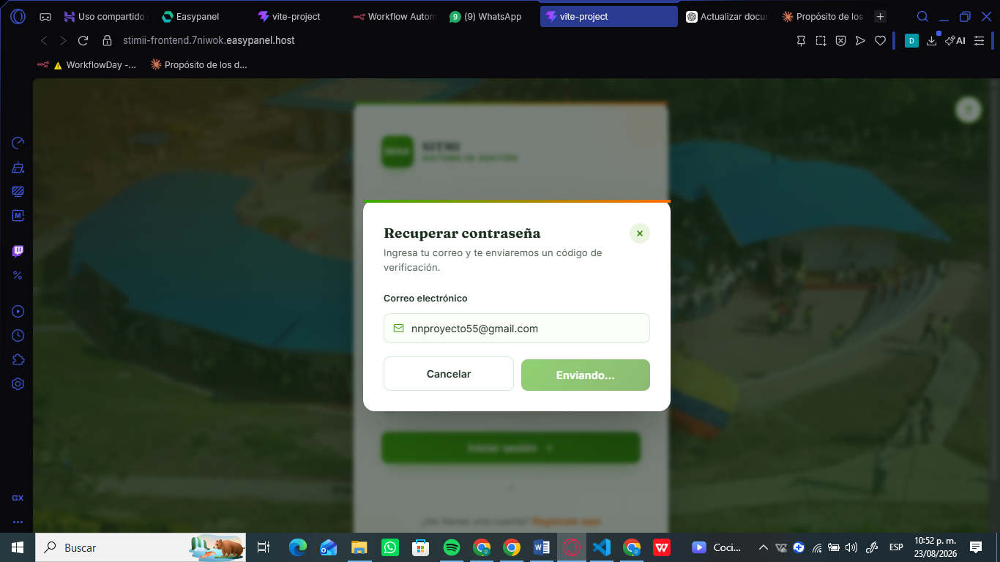 Uso compartido
Easypanel
vite-project
Workflow Autom
9
(9) WhatsApp
vite-project
Actualizar docum
Propósito de los
stimii-frontend.7niwok.easypanel.host
D
AI
WorkflowDay -...
Propósito de los d...
M
?
SITMI
SISTEMA DE GESTIÓN
Recuperar contraseña
×
Ingresa tu correo y te enviaremos un código de
verificación.
Correo electrónico
nnproyecto55@gmail.com
Cancelar
Enviando...
Iniciar sesión
¿No tienes una cuenta? Regístrate aquí
GX
Buscar
Coci...
ESP
10:52 p. m.
23/08/2026